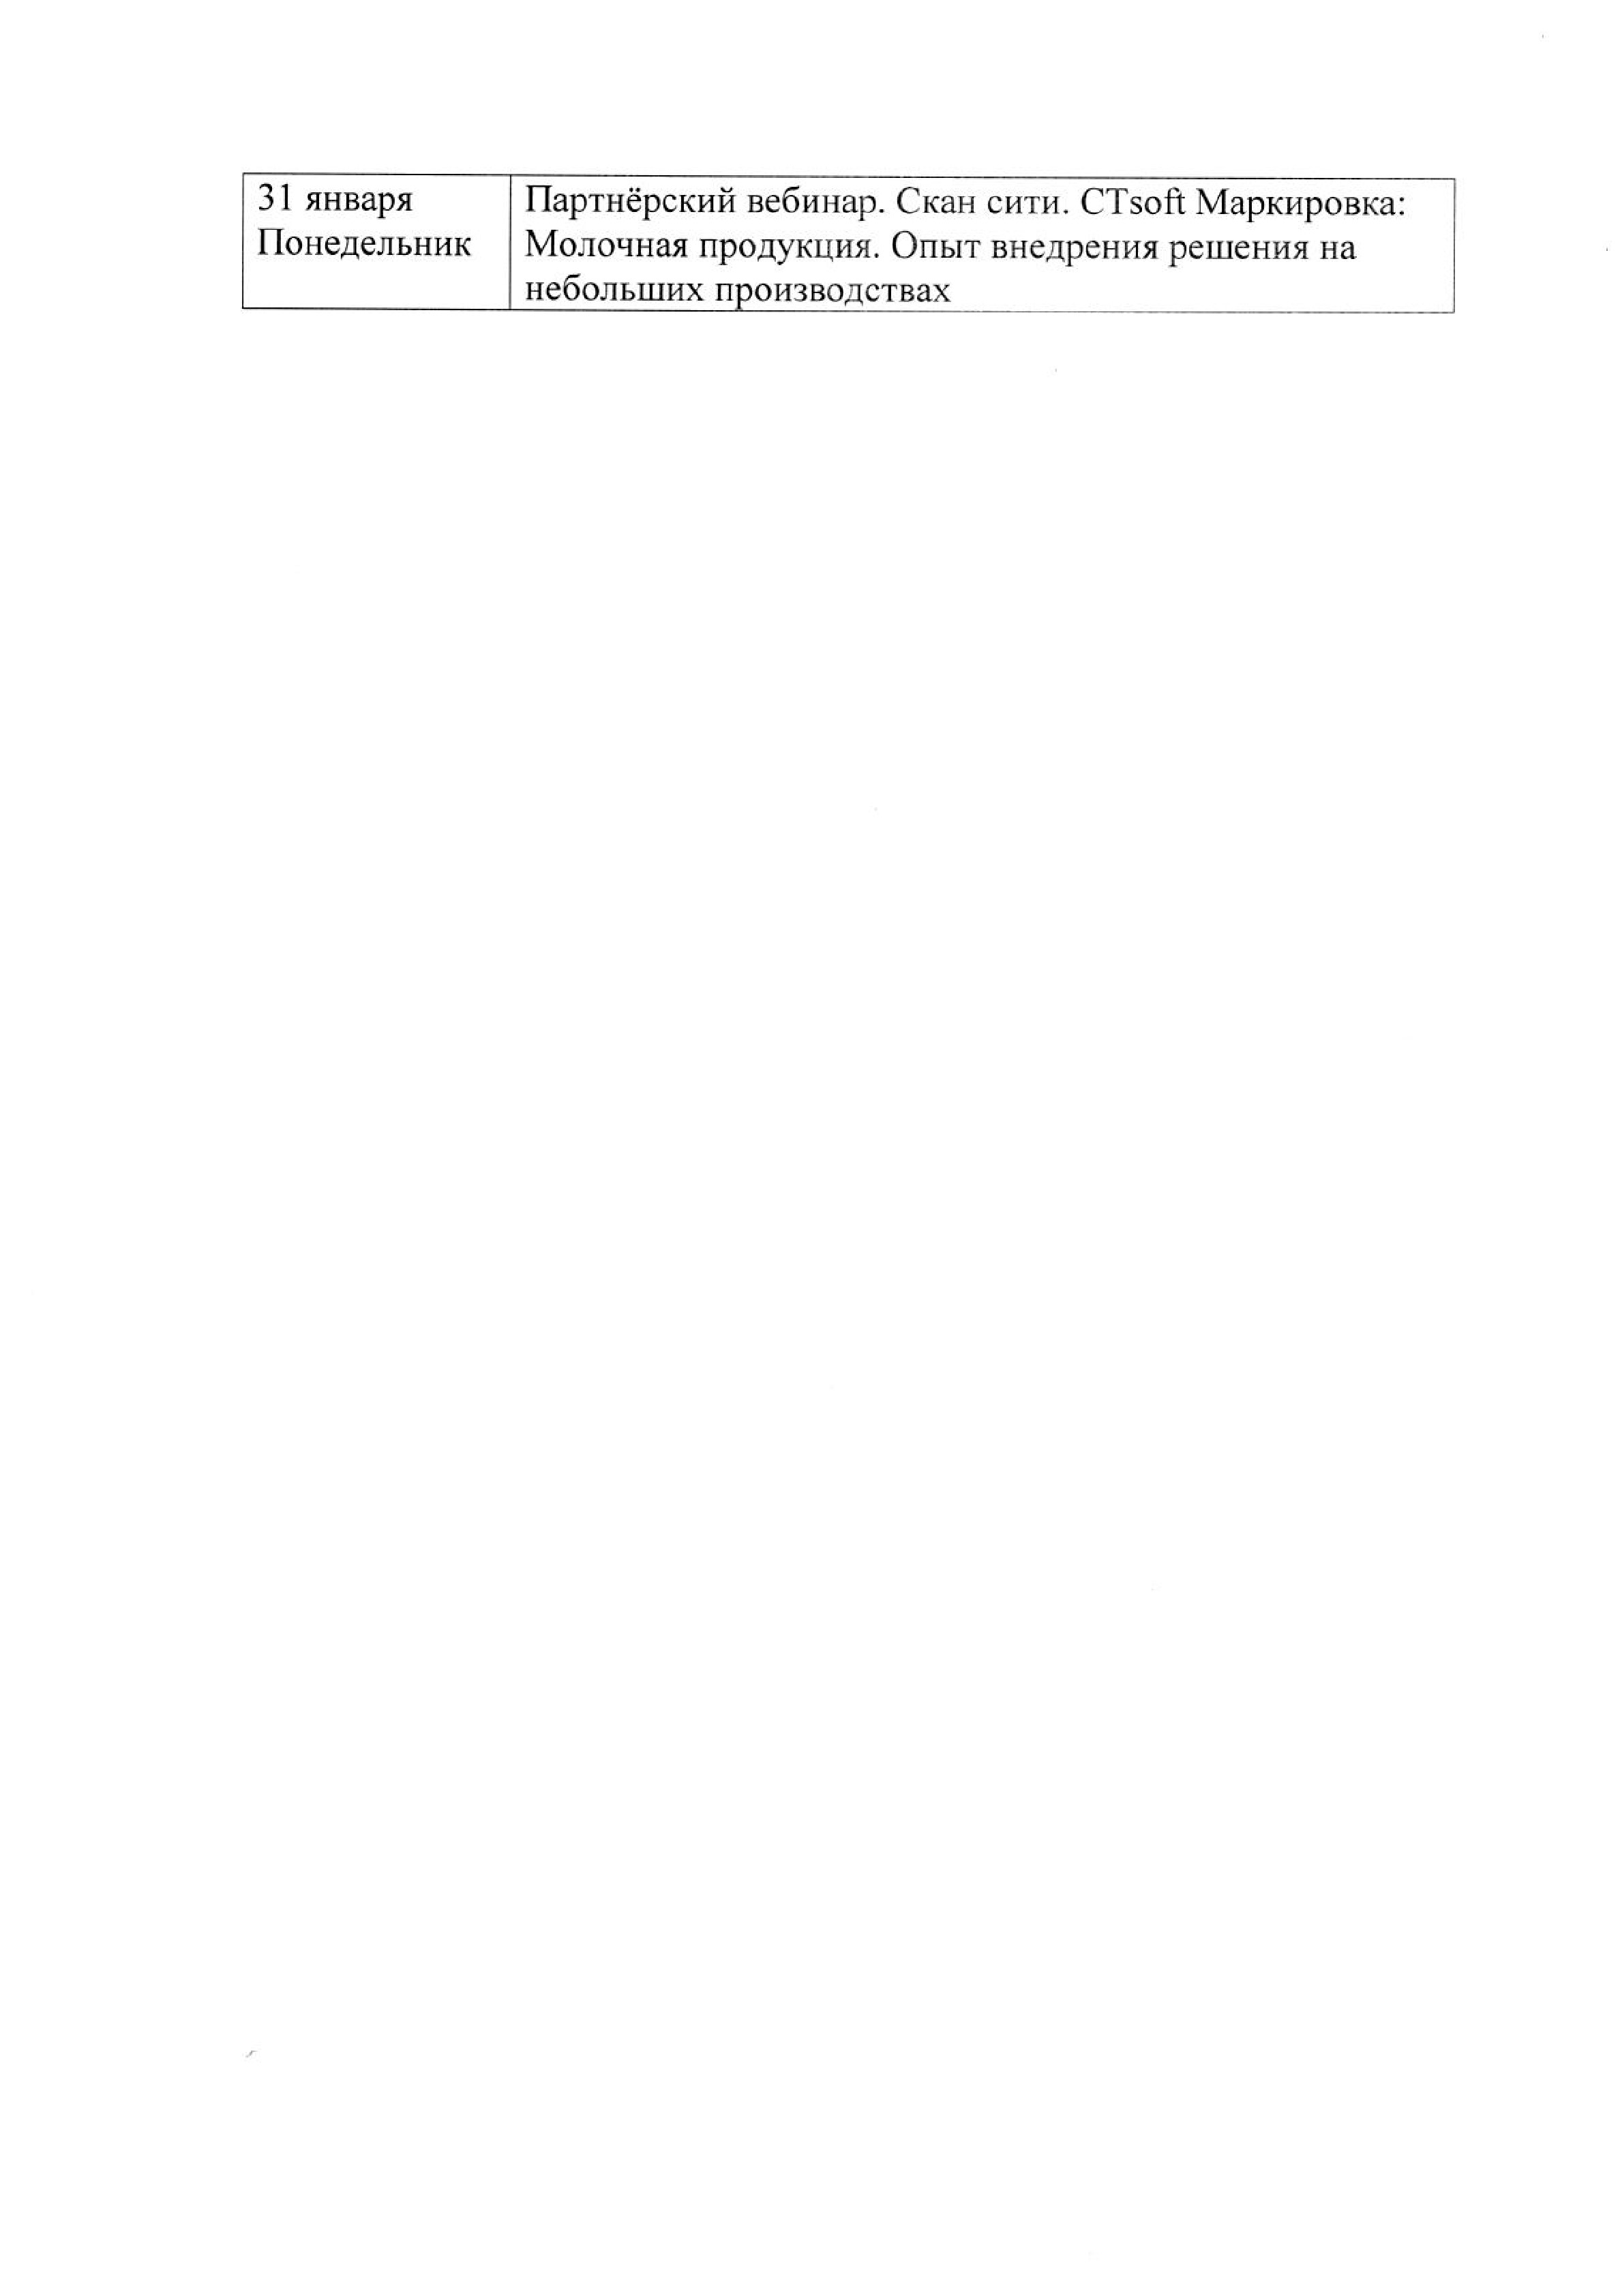 31 января
Понедельник
Партнёрский вебинар. Скан сити. CTsoft Маркировка:
Молочная продукция. Опыт внедрения решения на
небольших производствах